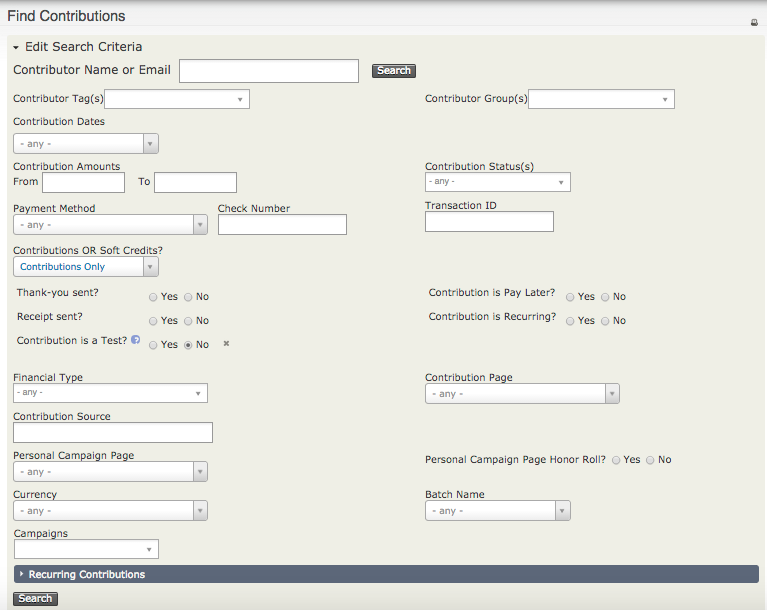 Find Contributions
Edit Search Criteria
Contributor Name or Email Search
Contributor Tag(s) Contributor Group(s)
Contribution Dates
- any -
Contribution Amounts Contribution Status(s)
From To - any -
Payment Method Check Number Transaction ID
- any -
Contributions OR Soft Credits?
Contributions Only
Thank-you sent? Yes No Contribution is Pay Later? Yes No
Receipt sent? Yes No Contribution is Recurring? Yes No
Contribution is a Test? ? Yes No ×
Financial Type Contribution Page
- any - - any -
Contribution Source
Personal Campaign Page Personal Campaign Page Honor Roll? Yes No
- any -
Currency Batch Name
- any - - any -
Campaigns
Recurring Contributions
Search